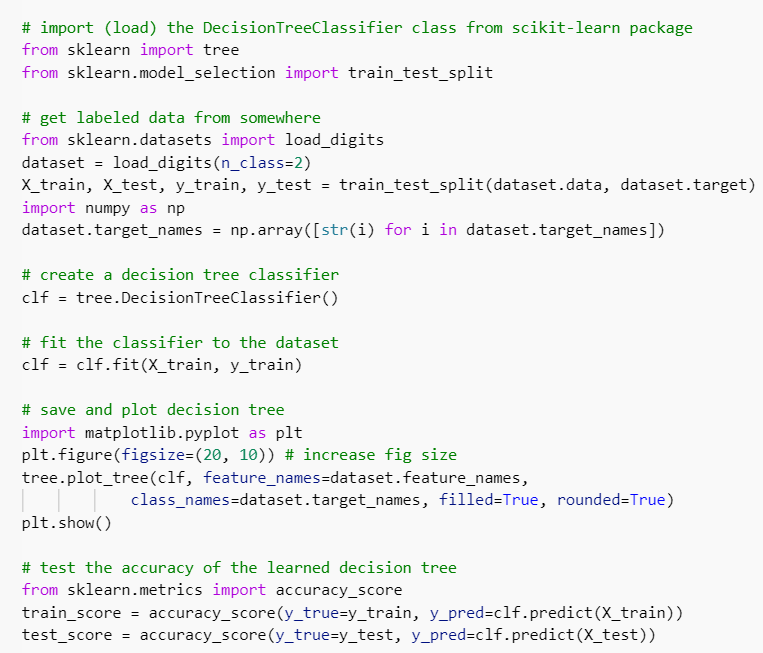 # import (load) the DecisionTreeClassifier class from scikit-learn package
from sklearn import tree
from sklearn.model_selection import train_test_split
# get labeled data from somewhere
from sklearn.datasets import load_digits
dataset = load_digits(n_class=2)
X_train, X_test, y_train, y_test = train_test_split(dataset.data, dataset.target)
import numpy as np
dataset.target_names = np.array([str(i) for i in dataset.target_names])
# create a decision tree classifier
clf = tree.DecisionTreeClassifier()
# fit the classifier to the dataset
clf = clf.fit(X_train, y_train)
# save and plot decision tree
import matplotlib.pyplot as plt
plt.figure(figsize=(20, 10)) # increase fig size
tree.plot_tree(clf, feature_names=dataset.feature_names,
            class_names=dataset.target_names, filled=True, rounded=True)
plt.show()
# test the accuracy of the learned decision tree
from sklearn.metrics import accuracy_score
train_score = accuracy_score(y_true=y_train, y_pred=clf.predict(X_train))
test_score = accuracy_score(y_true=y_test, y_pred=clf.predict(X_test))